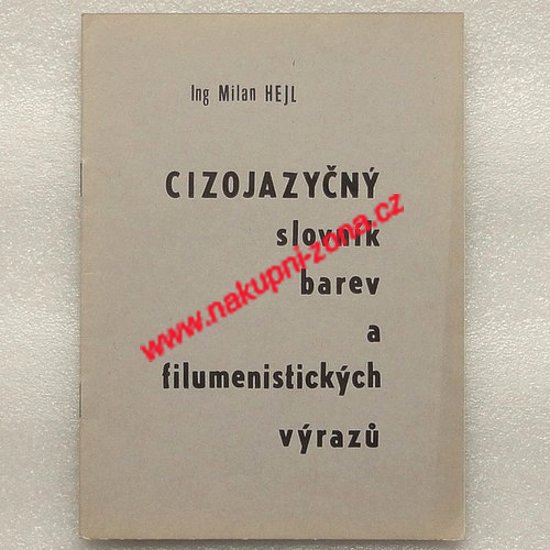 Ing Milan HEJL
CIZOJAZYČNÝ
slovník
barev
a
filumenistických
výrazů
www.nakupni-zona.cz